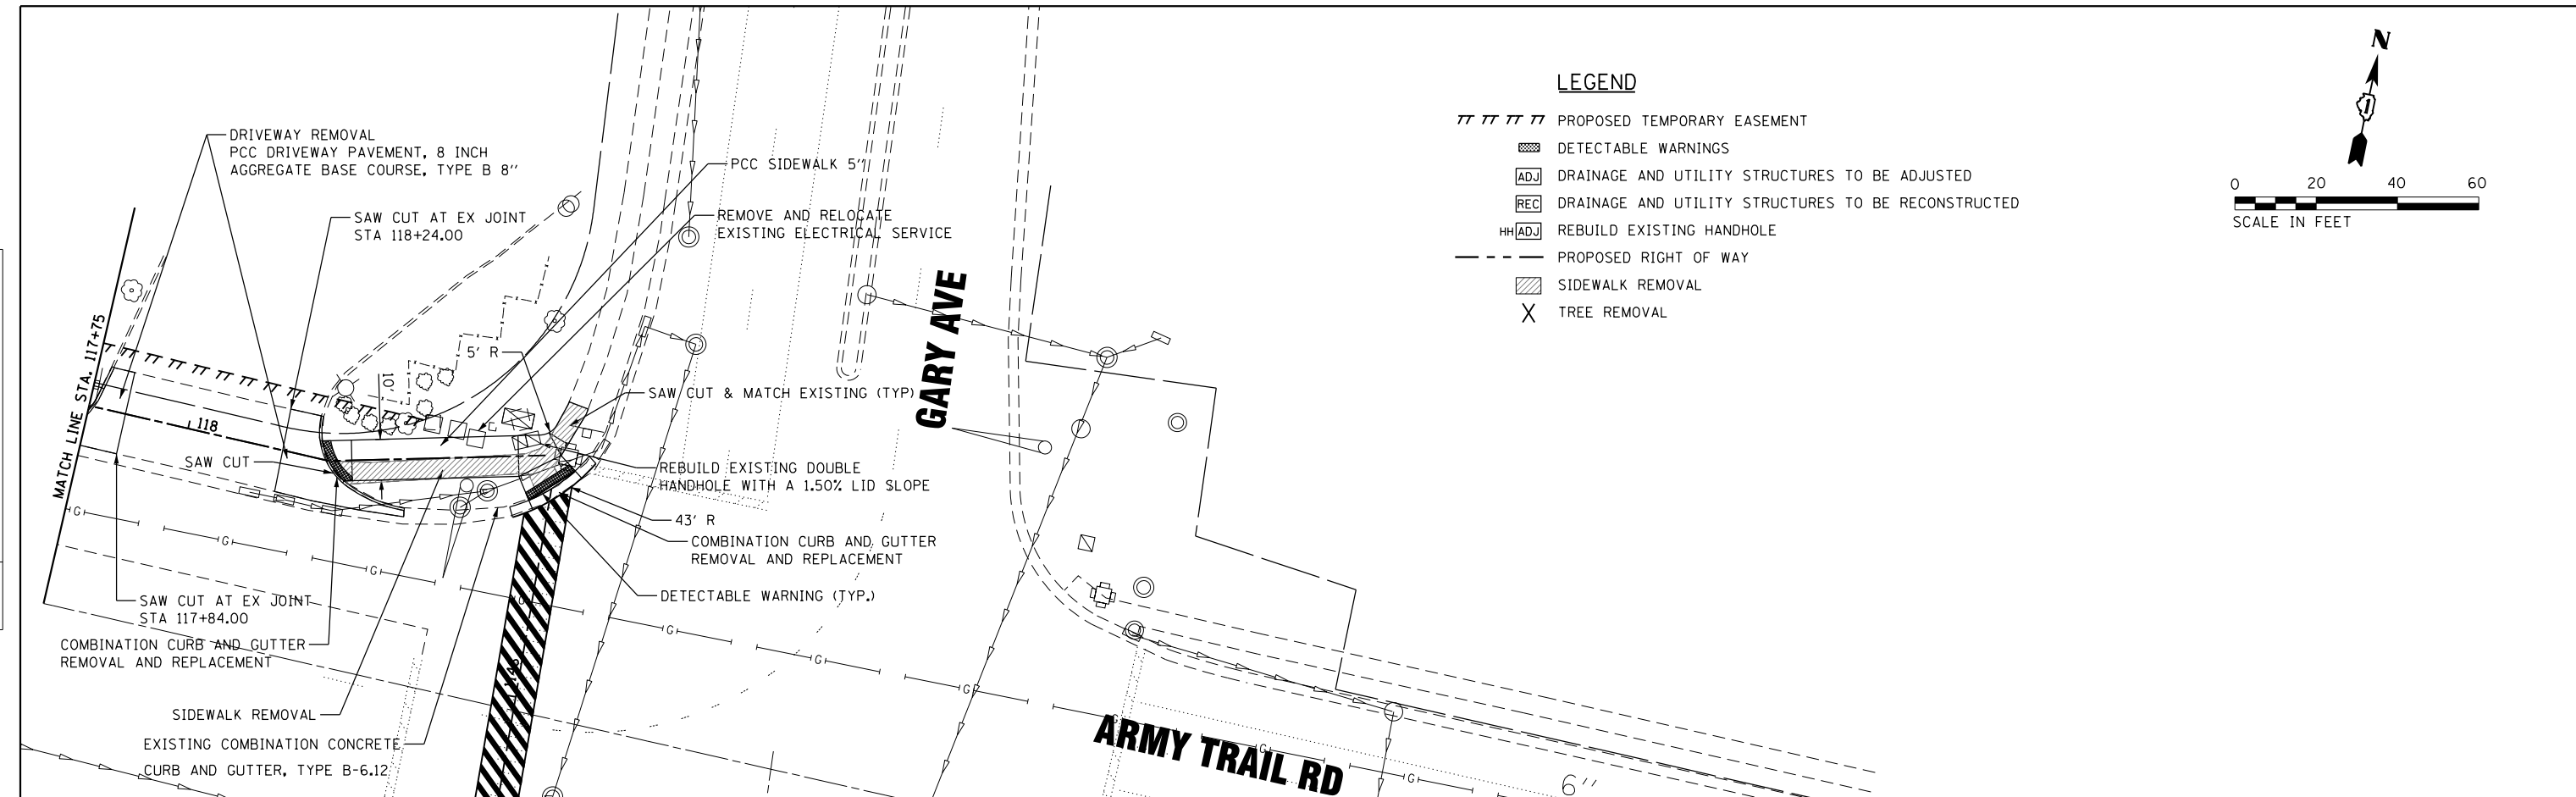 N
1
LEGEND
PROPOSED TEMPORARY EASEMENT
DETECTABLE WARNINGS
ADJ DRAINAGE AND UTILITY STRUCTURES TO BE ADJUSTED
REC DRAINAGE AND UTILITY STRUCTURES TO BE RECONSTRUCTED
HH ADJ REBUILD EXISTING HANDHOLE
PROPOSED RIGHT OF WAY
SIDEWALK REMOVAL
TREE REMOVAL
0 20 40 60
SCALE IN FEET
DRIVEWAY REMOVAL
PCC DRIVEWAY PAVEMENT, 8 INCH
AGGREGATE BASE COURSE, TYPE B 8''
PCC SIDEWALK 5''
SAW CUT AT EX JOINT
STA 118+24.00
REMOVE AND RELOCATE
EXISTING ELECTRICAL SERVICE
5' R
10'
SAW CUT & MATCH EXISTING (TYP)
GARY AVE
MATCH LINE STA. 117+75
118
SAW CUT
REBUILD EXISTING DOUBLE
HANDHOLE WITH A 1.50% LID SLOPE
43' R
COMBINATION CURB AND GUTTER
REMOVAL AND REPLACEMENT
DETECTABLE WARNING (TYP.)
SAW CUT AT EX JOINT
STA 117+84.00
COMBINATION CURB AND GUTTER
REMOVAL AND REPLACEMENT
SIDEWALK REMOVAL
EXISTING COMBINATION CONCRETE
CURB AND GUTTER, TYPE B-6.12
G
G
G
G
G
G
G
G
G
ARMY TRAIL RD
6''